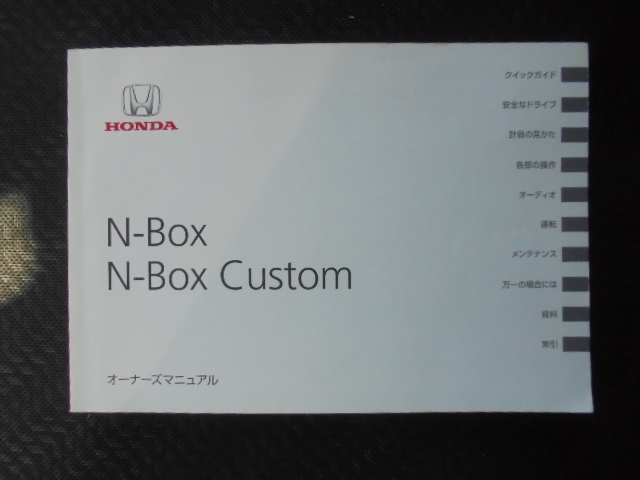 HONDA
N-Box
N-Box Custom
オーナーズマニュアル
クイックガイド
安全なドライブ
計器の見かた
各部の操作
オーディオ
運転
メンテナンス
万一の場合には
資料
索引